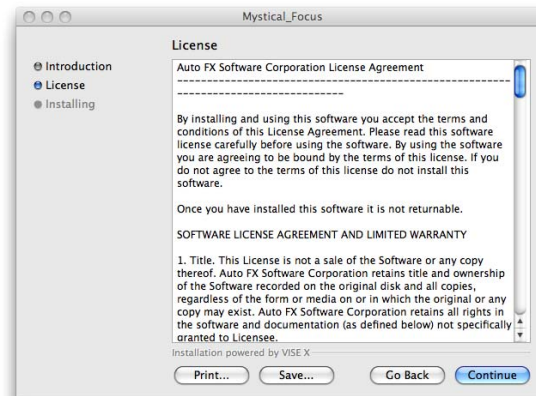 Mystical_Focus
License
Introduction
License
Installing
Auto FX Software Corporation License Agreement
------------------------------------------------------
---------------------------
By installing and using this software you accept the terms and
conditions of this License Agreement. Please read this software
license carefully before using the software. By using the software
you are agreeing to be bound by the terms of this license. If you
do not agree to the terms of this license do not install this
software.
Once you have installed this software it is not returnable.
SOFTWARE LICENSE AGREEMENT AND LIMITED WARRANTY
1. Title. This License is not a sale of the Software or any copy
thereof. Auto FX Software Corporation retains title and ownership
of the Software recorded on the original disk and all copies,
regardless of the form or media on or in which the original or any
copy may exist. Auto FX Software Corporation retains all rights in
the software and documentation (as defined below) not specifically
granted to Licensee.
Installation powered by VISE X
Print...
Save...
Go Back
Continue